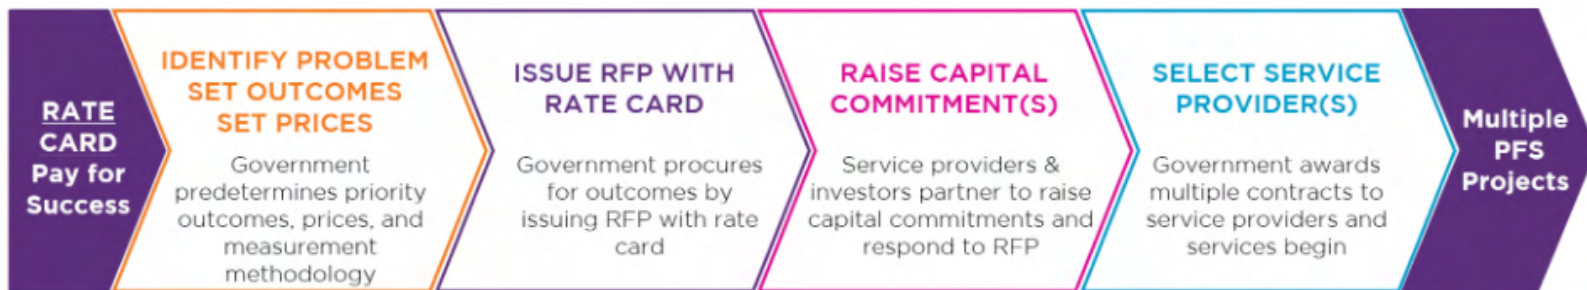 RATE
CARD
Pay for
Success
IDENTIFY PROBLEM
SET OUTCOMES
SET PRICES
Government
predetermines priority
outcomes, prices, and
measurement
methodology
ISSUE RFP WITH
RATE CARD
Government procures
for outcomes by
issuing RFP with rate
card
RAISE CAPITAL
COMMITMENT(S)
Service providers &
investors partner to raise
capital commitments and
respond to RFP
SELECT SERVICE
PROVIDER(S)
Government awards
multiple contracts to
service providers and
services begin
Multiple
PFS
Projects